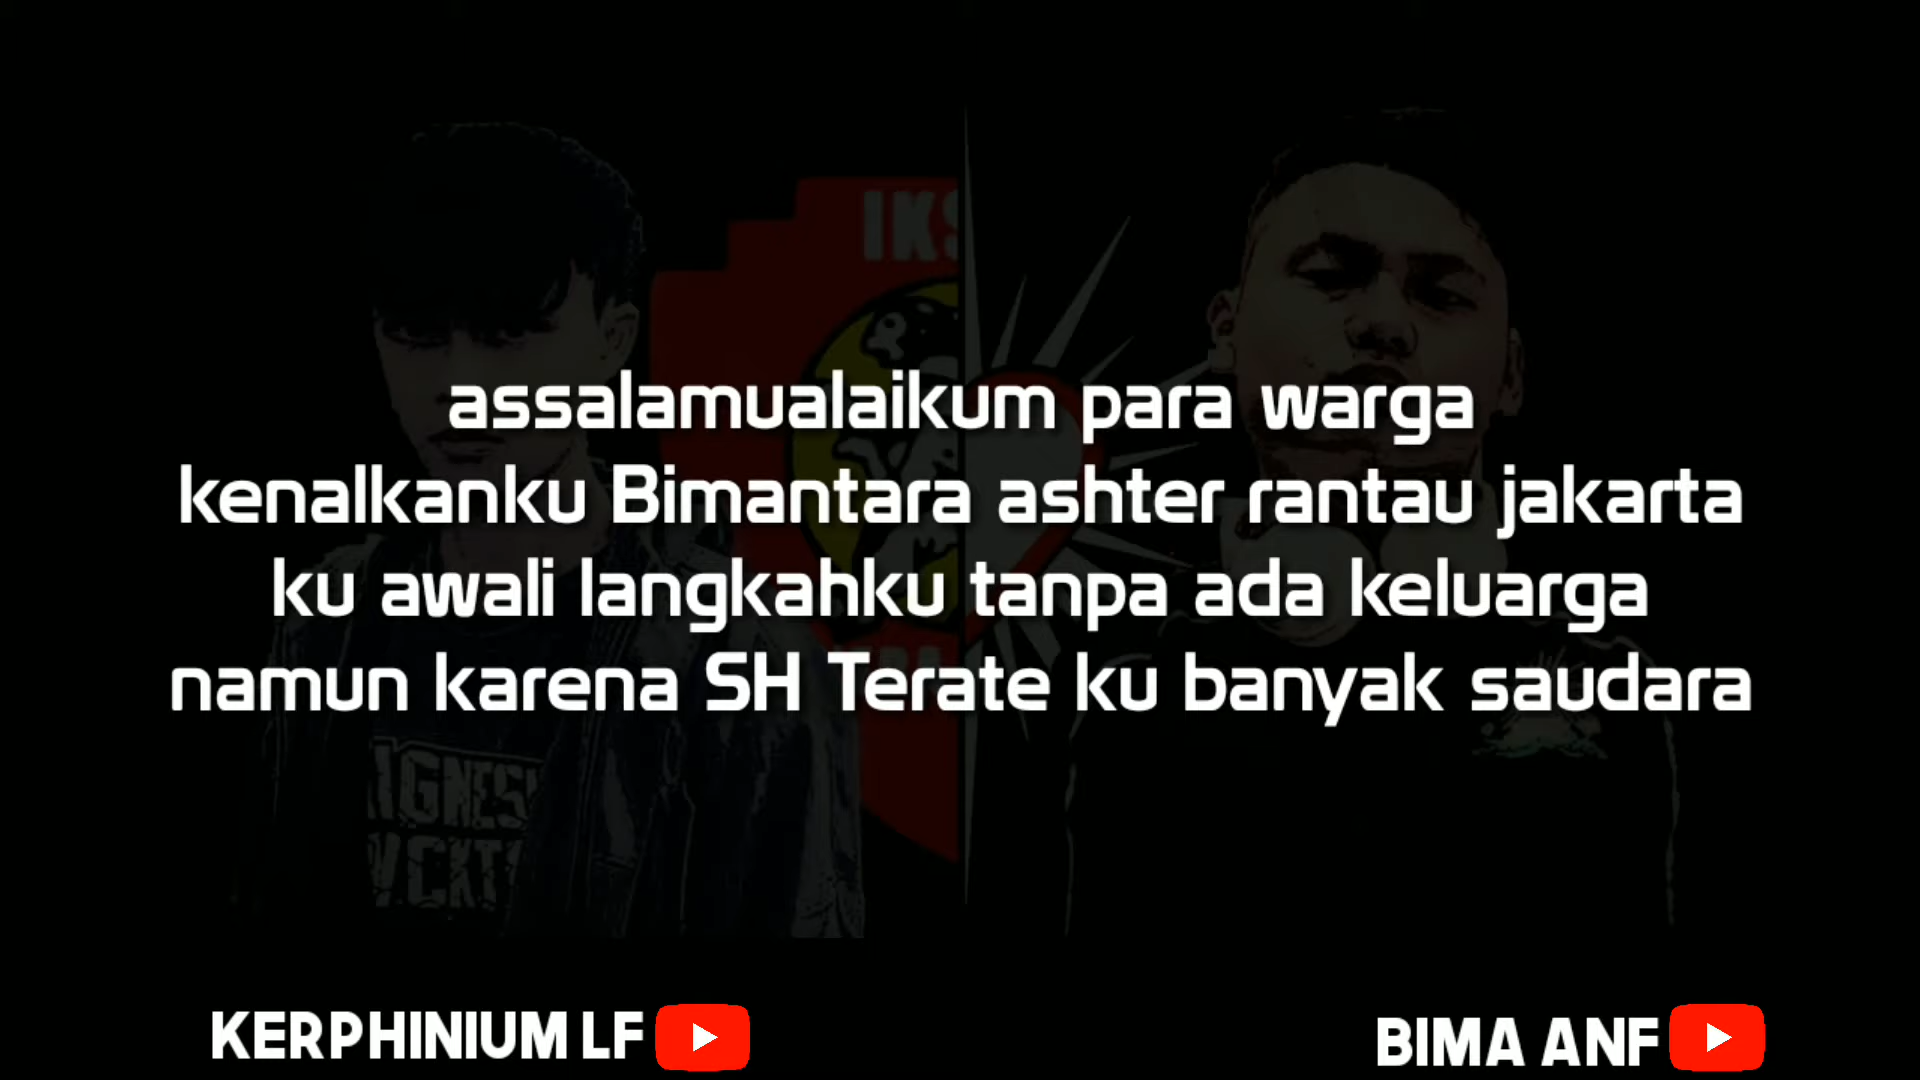 IKS
assalamualaikum para warga
kenalkanku Bimantara ashter rantau jakarta
ku awali langkahku tanpa ada keluarga
namun karena SH Terate ku banyak saudara
KERPHINIUM LF
BIMA ANF